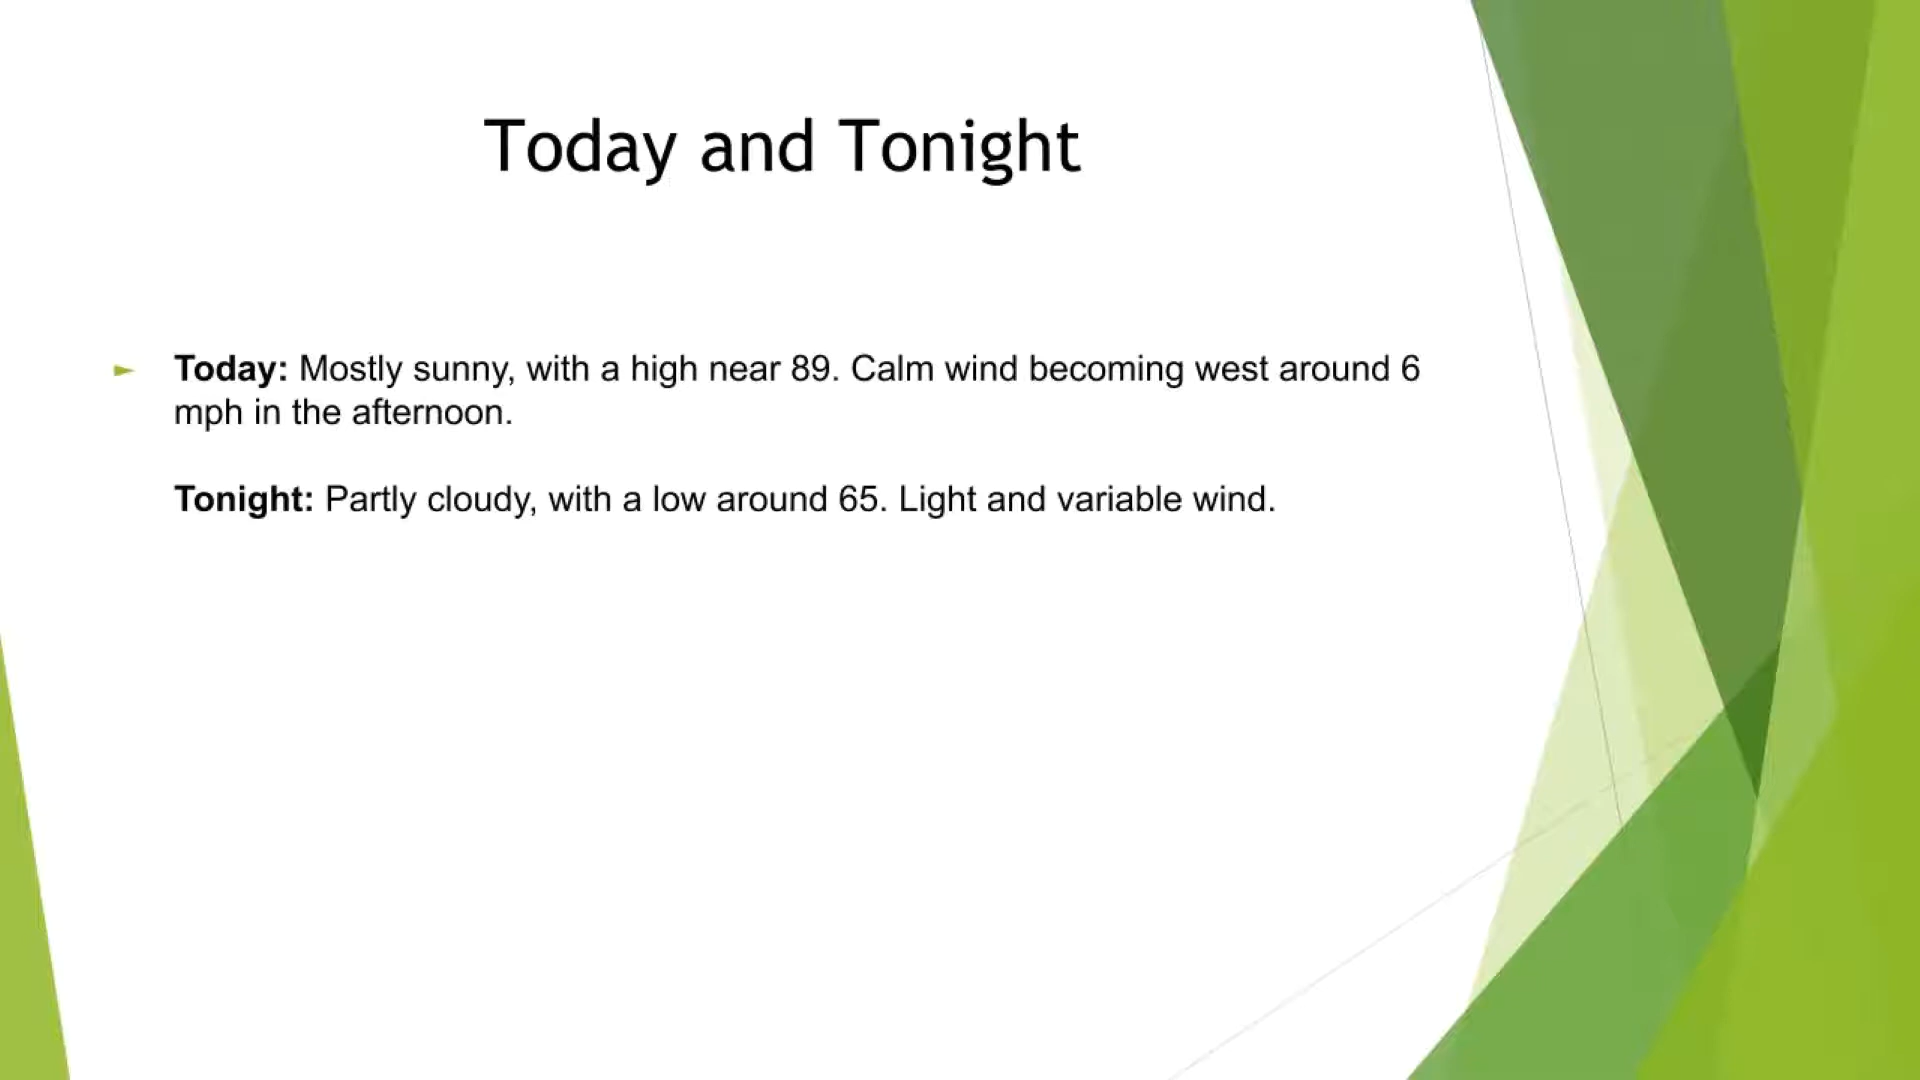 Today and Tonight
Today: Mostly sunny, with a high near 89. Calm wind becoming west around 6
mph in the afternoon.
Tonight: Partly cloudy, with a low around 65. Light and variable wind.